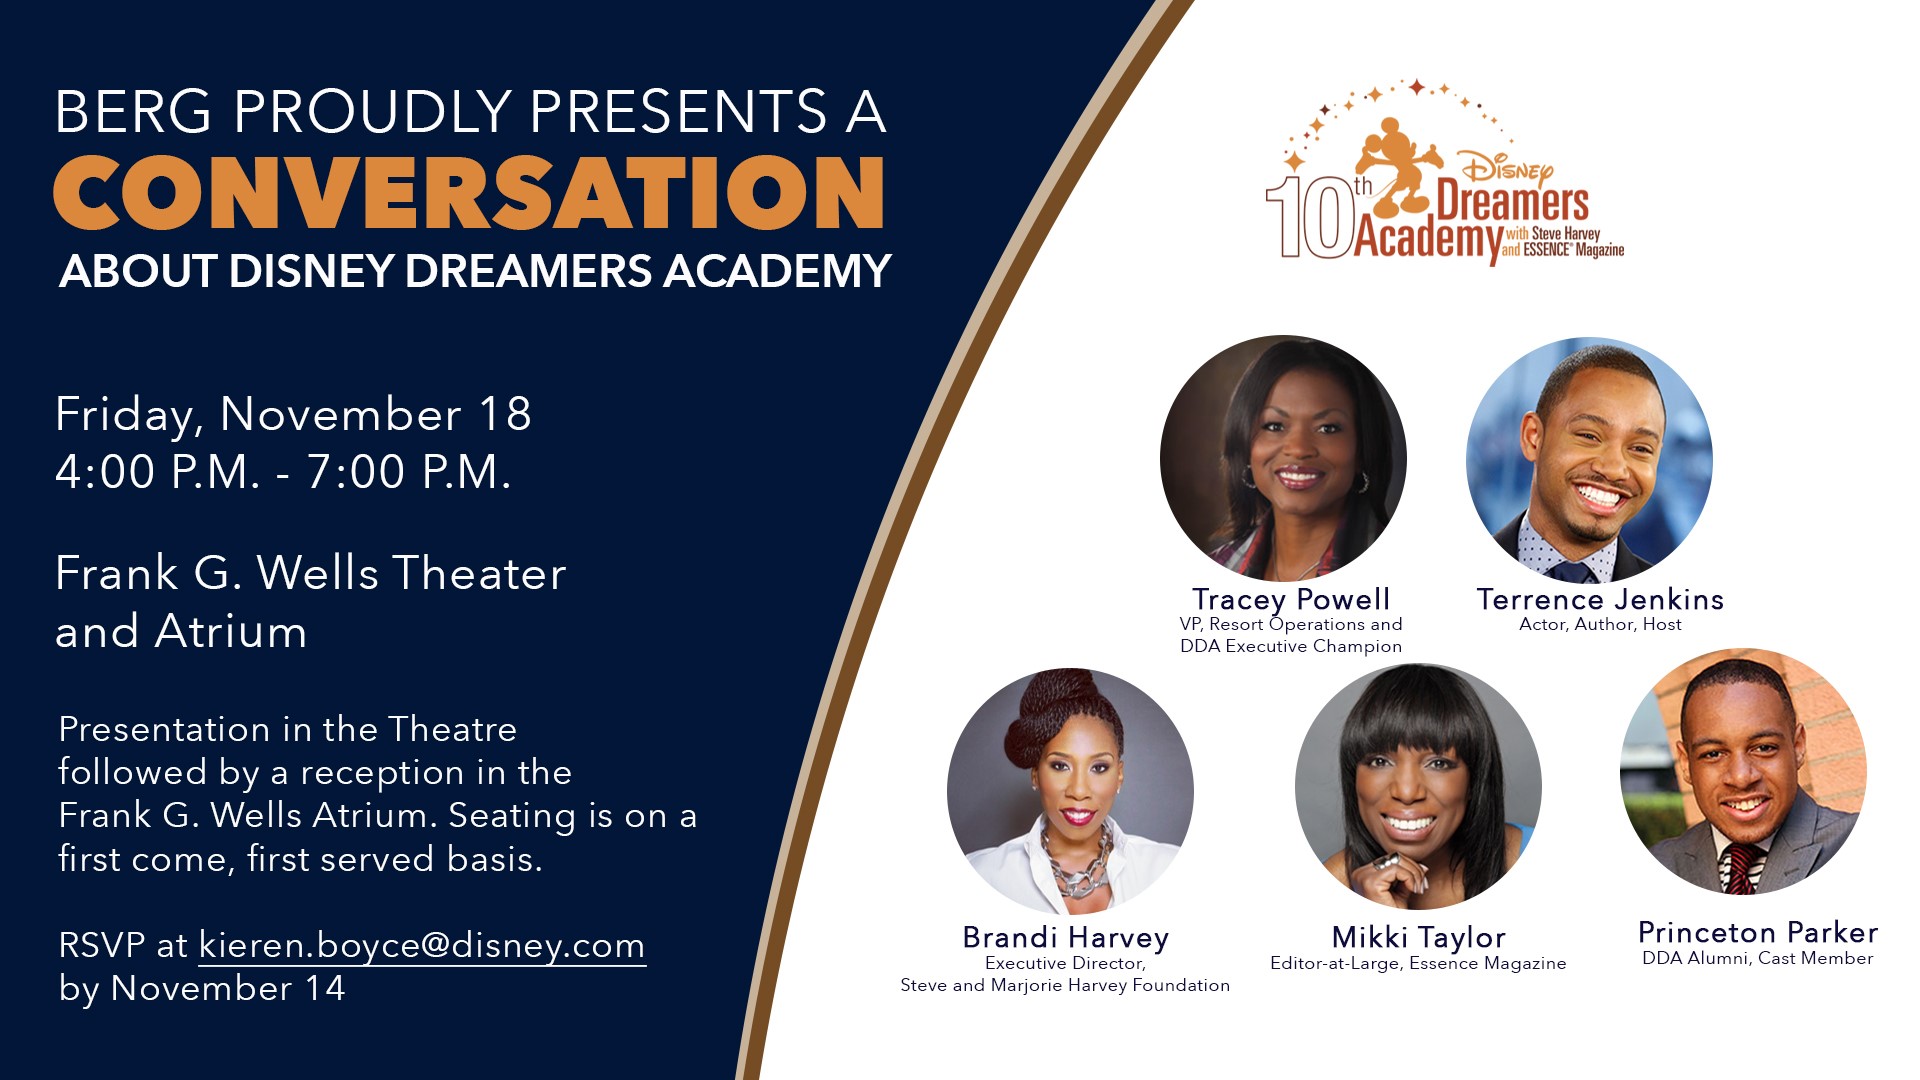 BERG PROUDLY PRESENTS A
CONVERSATION
ABOUT DISNEY DREAMERS ACADEMY
Friday, November 18
4:00 P.M. - 7:00 P.M.
Frank G. Wells Theater
and Atrium
Presentation in the Theatre
followed by a reception in the
Frank G. Wells Atrium. Seating is on a
first come, first served basis.
RSVP at kieren.boyce@disney.com
by November 14
10th
Disney
Dreamers
Academy
with Steve Harvey
and ESSENCE® Magazine
Tracey Powell
VP, Resort Operations and
DDA Executive Champion
Terrence Jenkins
Actor, Author, Host
Brandi Harvey
Executive Director,
Steve and Marjorie Harvey Foundation
Mikki Taylor
Editor-at-Large, Essence Magazine
Princeton Parker
DDA Alumni, Cast Member